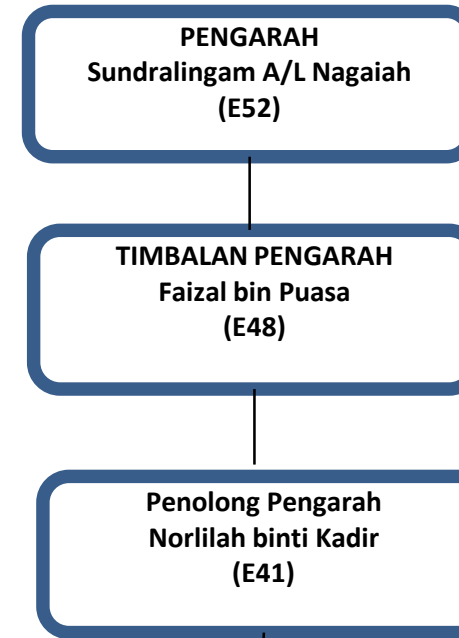 PENGARAH
Sundralingam A/L Nagaiah
(E52)
TIMBALAN PENGARAH
Faizal bin Puasa
(E48)
Penolong Pengarah
Norlilah binti Kadir
(E41)